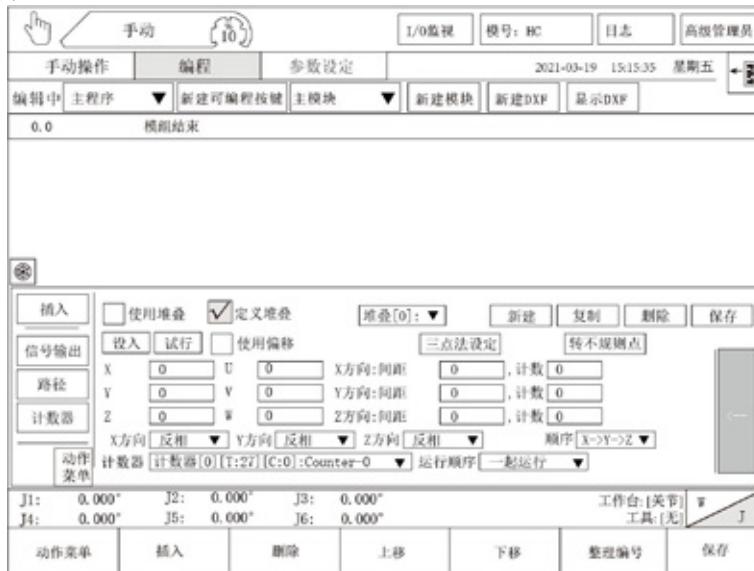 手动 10 I/O监视 模号: HC 日志 高级管理员
手动操作 编程 参数设定 2021-03-19 15:15:35 星期五
编辑中 主程序 ▼ 新建可编程按键 主模块 ▼ 新建模块 新建DXF 显示DXF
0.0 模组结束
插入 使用堆叠 定义堆叠 堆叠[0]: ▼ 新建 复制 删除 保存
信号输出 设入 试行 使用偏移 三点法设定 转不规则点
X 0 U 0 X方向:间距 0 ,计数 0
路径 Y 0 V 0 Y方向:间距 0 ,计数 0
计数器 Z 0 W 0 Z方向:间距 0 ,计数 0
X方向 反相 ▼ Y方向 反相 ▼ Z方向 反相 ▼ 顺序 X->Y->Z ▼
动作菜单 计数器 计数器[0][T:27][C:0]:Counter-0 ▼ 运行顺序 一起运行 ▼
J1: 0.000° J2: 0.000° J3: 0.000° 工作台:[关节] W
J4: 0.000° J5: 0.000° J6: 0.000° 工具:[无] J
动作菜单 插入 删除 上移 下移 整理编号 保存